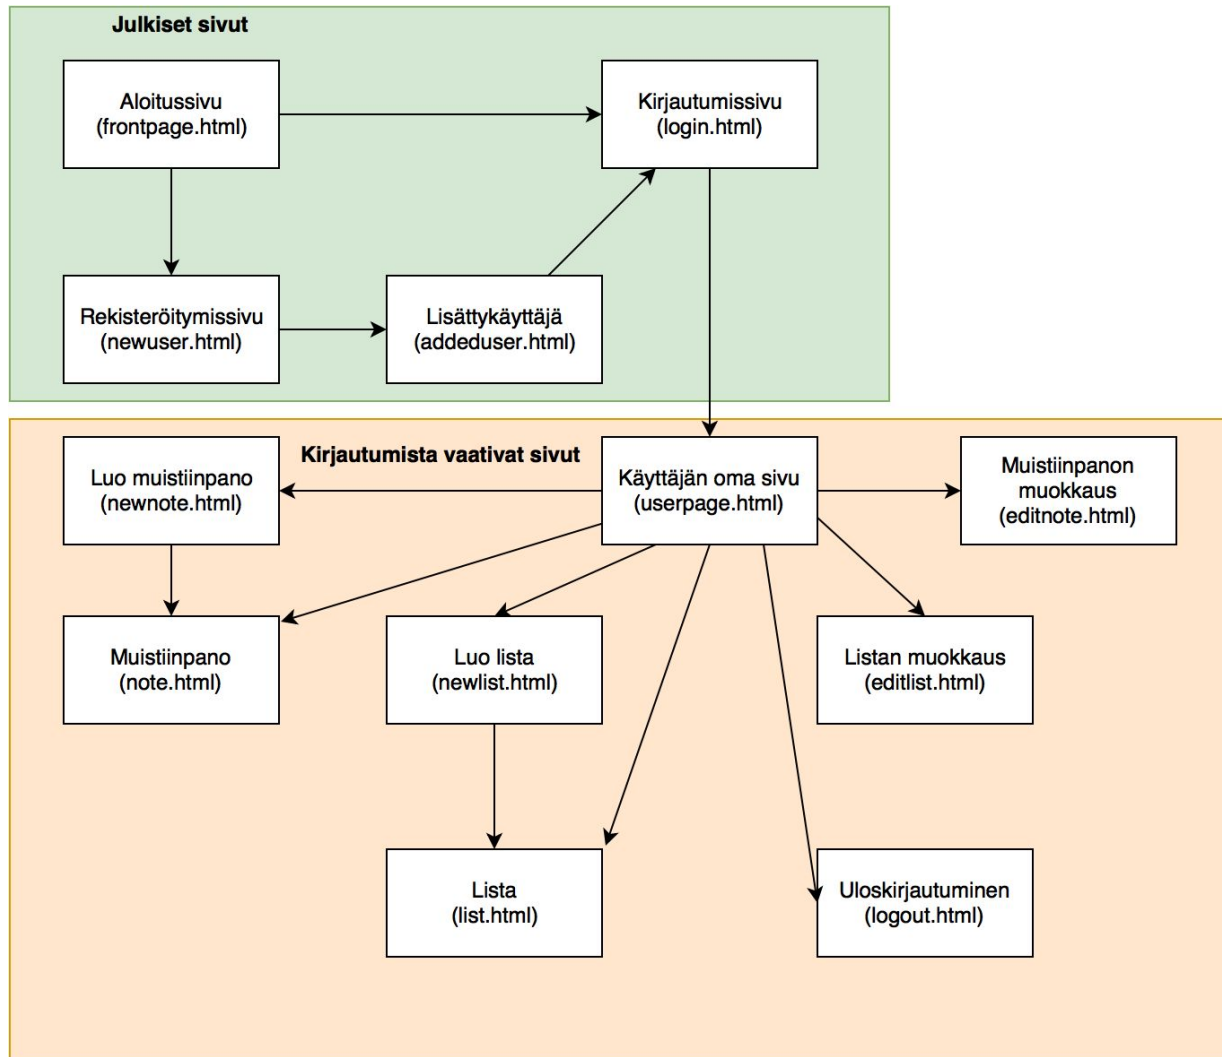 Julkiset sivut
Aloitussivu
(frontpage.html)
Kirjautumissivu
(login.html)
Rekisteröitymissivu
(newuser.html)
Lisättykäyttäjä
(addeduser.html)
Kirjautumista vaativat sivut
Luo muistiinpano
(newnote.html)
Käyttäjän oma sivu
(userpage.html)
Muistiinpanon
muokkaus
(editnote.html)
Muistiinpano
(note.html)
Luo lista
(newlist.html)
Listan muokkaus
(editlist.html)
Lista
(list.html)
Uloskirjautuminen
(logout.html)